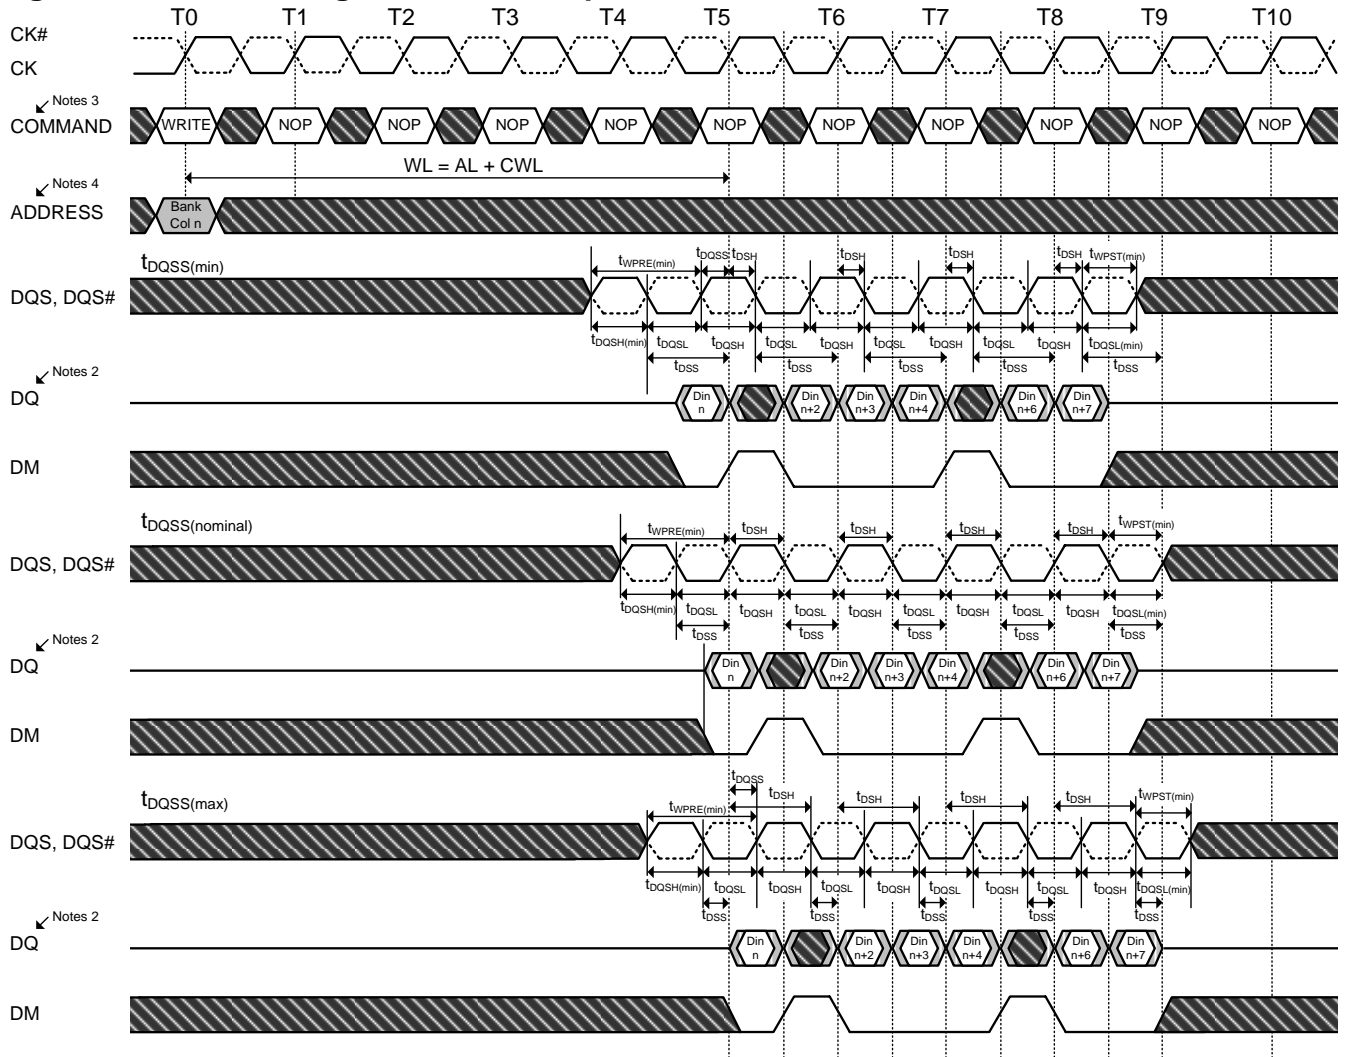 T0 T1 T2 T3 T4 T5 T6 T7 T8 T9 T10
CK#
CK
Notes 3
COMMAND WRITE NOP NOP NOP NOP NOP NOP NOP NOP NOP NOP
WL = AL + CWL
Notes 4
ADDRESS Bank Col n
tDQSS(min) tWPRE(min) tDQSS tDSH tDSH tDSH tDSH tWPST(min)
DQS, DQS#
tDQSH(min) tDQSL tDQSH tDQSL tDQSH tDQSL tDQSH tDQSL tDQSH tDQSL(min)
tDSS tDSS tDSS tDSS tDSS
Notes 2
DQ Din n Din n+2 Din n+3 Din n+4 Din n+6 Din n+7
DM
tDQSS(nominal) tWPRE(min) tDSH tDSH tDSH tDSH tWPST(min)
DQS, DQS#
tDQSH(min) tDQSL tDQSH tDQSL tDQSH tDQSL tDQSH tDQSL tDQSH tDQSL(min)
tDSS tDSS tDSS tDSS tDSS
Notes 2
DQ Din n Din n+2 Din n+3 Din n+4 Din n+6 Din n+7
DM
tDQSS
tDQSS(max) tWPRE(min) tDSH tDSH tDSH tDSH tWPST(min)
DQS, DQS#
tDQSH(min) tDQSL tDQSH tDQSL tDQSH tDQSL tDQSH tDQSL tDQSH tDQSL(min)
tDSS tDSS tDSS tDSS tDSS
Notes 2
DQ Din n Din n+2 Din n+3 Din n+4 Din n+6 Din n+7
DM